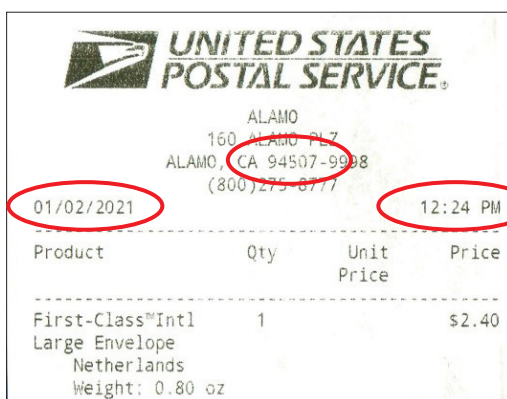 UNITED STATES
POSTAL SERVICE®
ALAMO
160 ALAMO PLZ
ALAMO, CA 94507-9998
(800)275-8777
01/02/2021 12:24 PM
Product Qty Unit Price
Price
First-Class™Intl 1 $2.40
Large Envelope
Netherlands
Weight: 0.80 oz